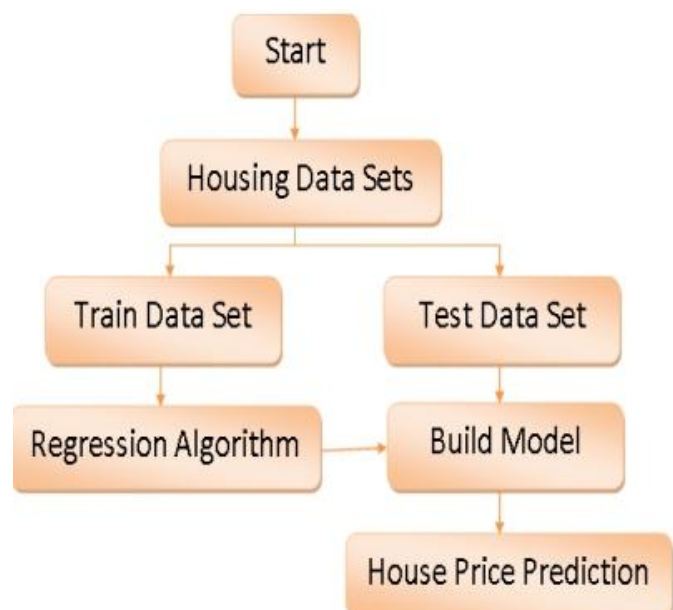 Start
Housing Data Sets
Train Data Set
Test Data Set
Regression Algorithm
Build Model
House Price Prediction